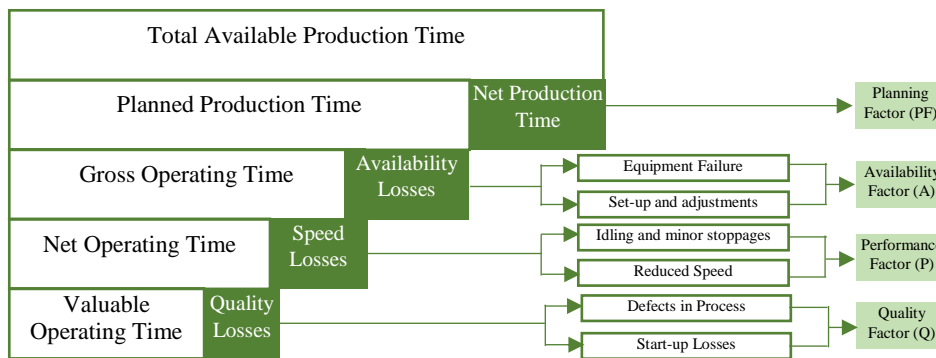 Total Available Production Time
Planned Production Time
Net Production
Time
Planning
Factor (PF)
Gross Operating Time
Availability
Losses
Equipment Failure
Set-up and adjustments
Availability
Factor (A)
Net Operating Time
Speed
Losses
Idling and minor stoppages
Reduced Speed
Performance
Factor (P)
Valuable
Operating Time
Quality
Losses
Defects in Process
Start-up Losses
Quality
Factor (Q)